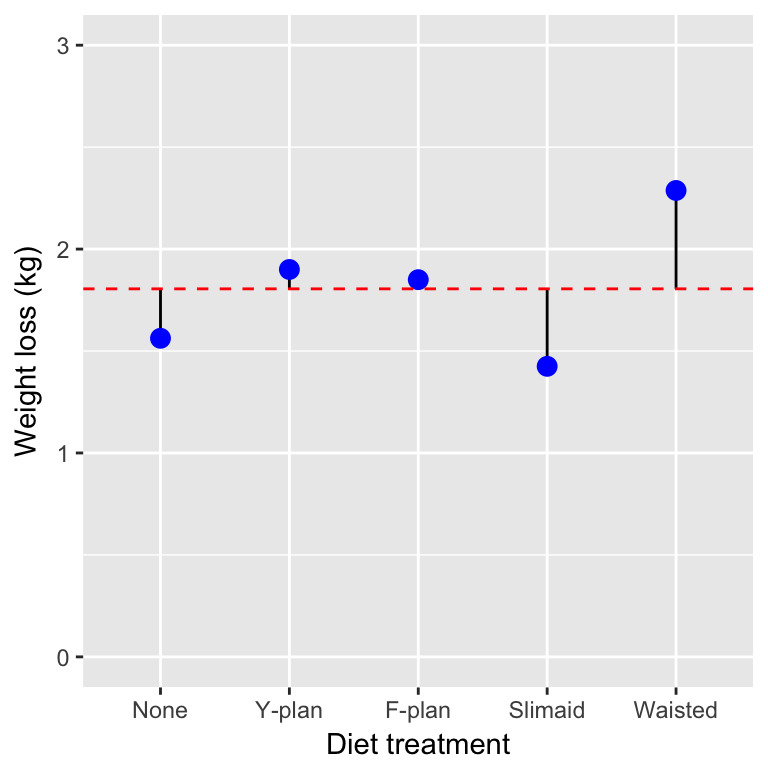 Weight loss (kg)
3
2
1
0
None Y-plan F-plan Slimaid Waisted
Diet treatment